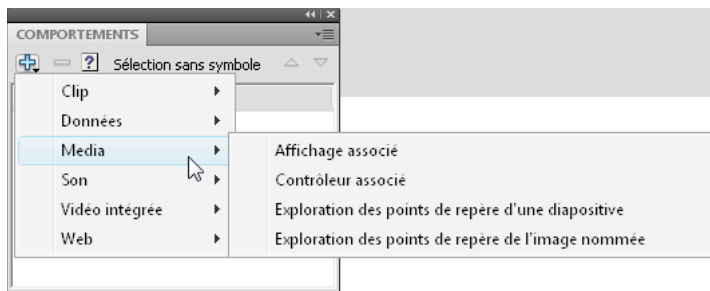 COMPORTEMENTS
Sélection sans symbole
Clip
Données
Media
Son
Vidéo intégrée
Web
Affichage associé
Contrôleur associé
Exploration des points de repère d'une diapositive
Exploration des points de repère de l'image nommée